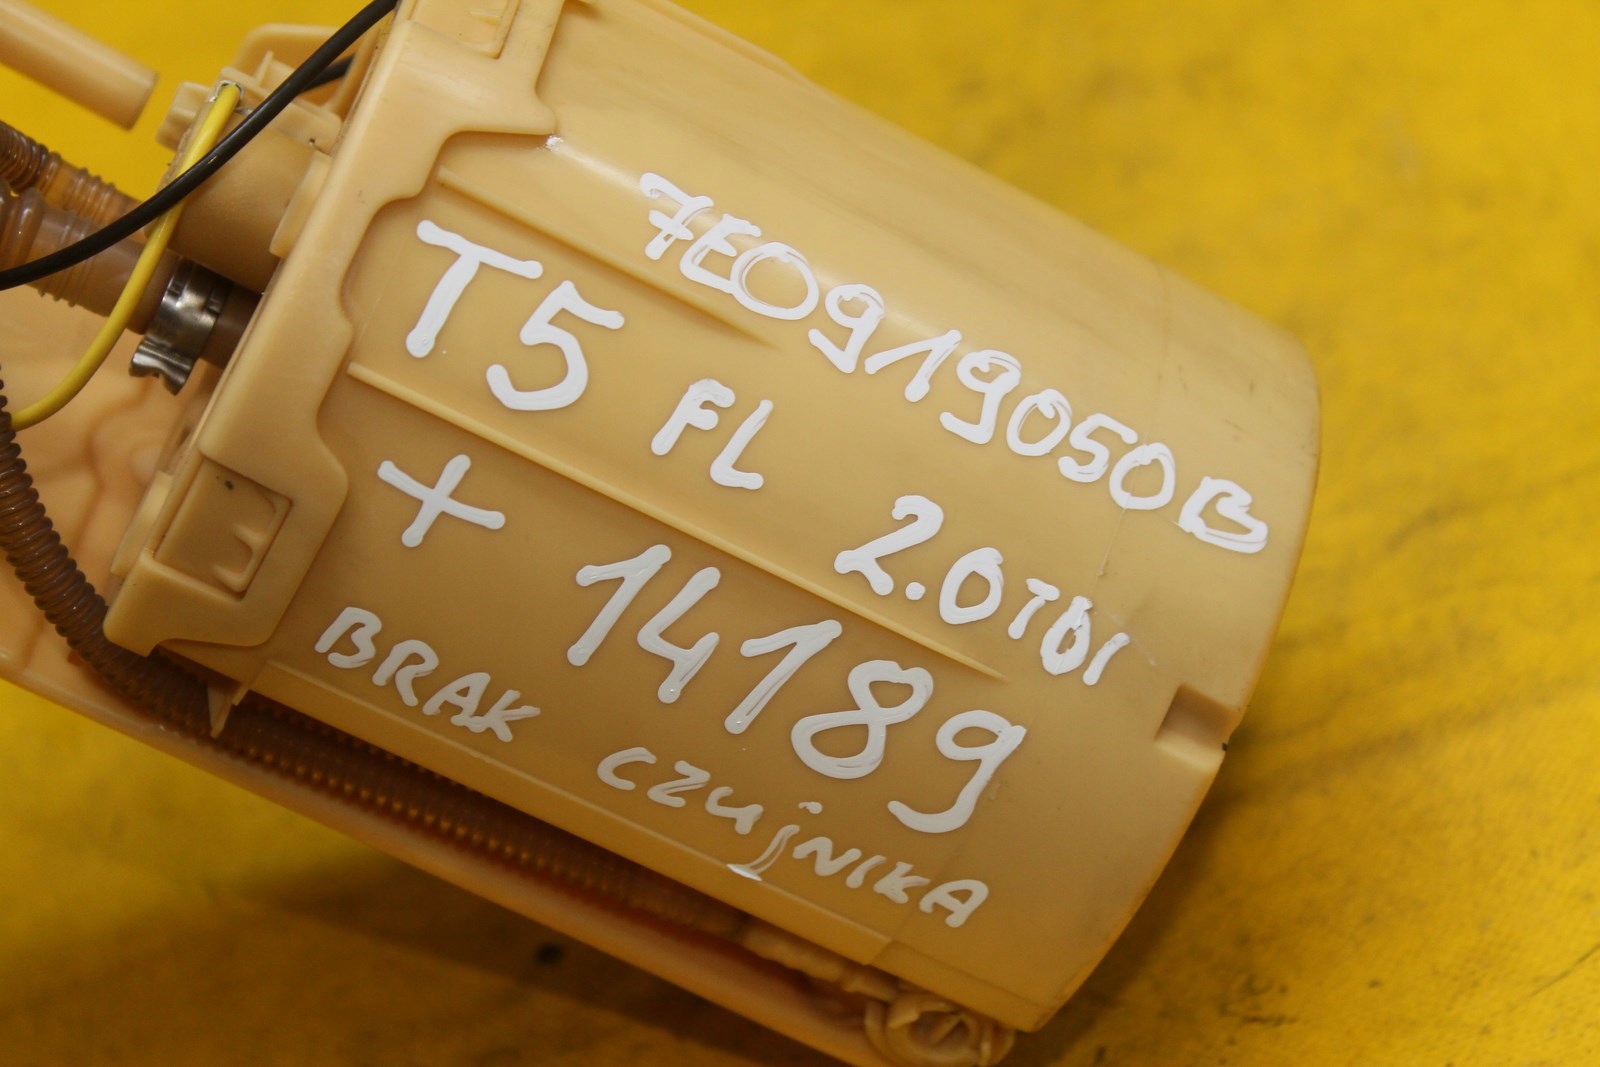 7E0919050B
T5 FL 2.0TDI
+ 14189
BRAK CZUJNIKA